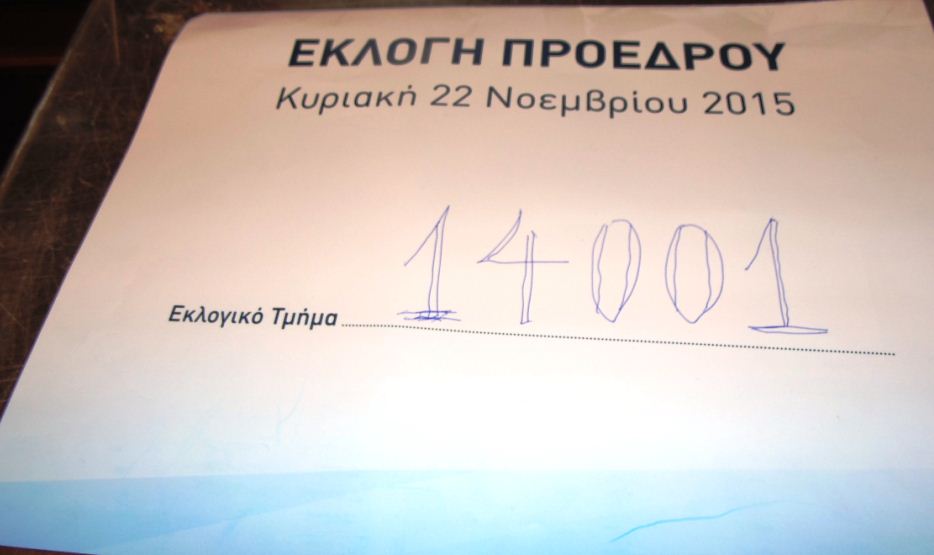 ΕΚΛΟΓΗ ΠΡΟΕΔΡΟΥ
Κυριακή 22 Νοεμβρίου 2015
Εκλογικό Τμήμα 14001